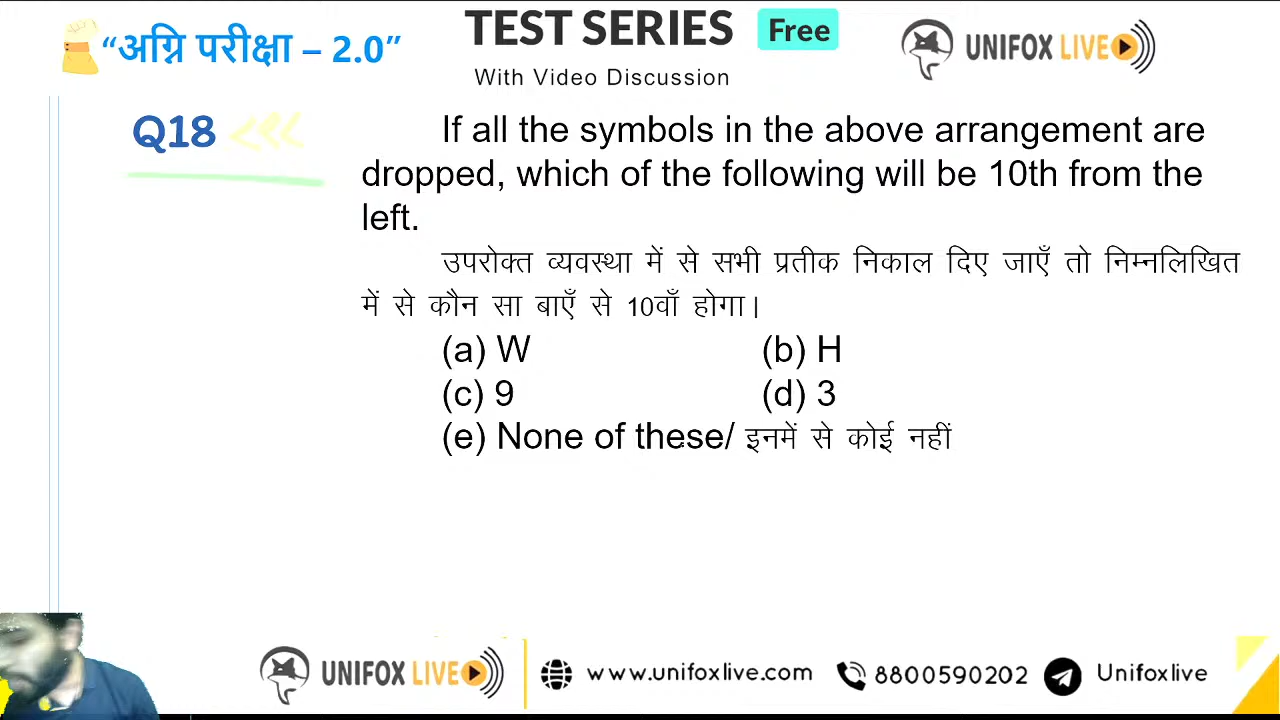 “अग्नि परीक्षा – 2.0”
TEST SERIES Free
With Video Discussion
UNIFOX LIVE
Q18
If all the symbols in the above arrangement are
dropped, which of the following will be 10th from the
left.
उपरोक्त व्यवस्था में से सभी प्रतीक निकाल दिए जाएँ तो निम्नलिखित
में से कौन सा बाएँ से 10वाँ होगा।
(a) W (b) H
(c) 9 (d) 3
(e) None of these/ इनमें से कोई नहीं
UNIFOX LIVE www.unifoxlive.com 8800590202 Unifoxlive